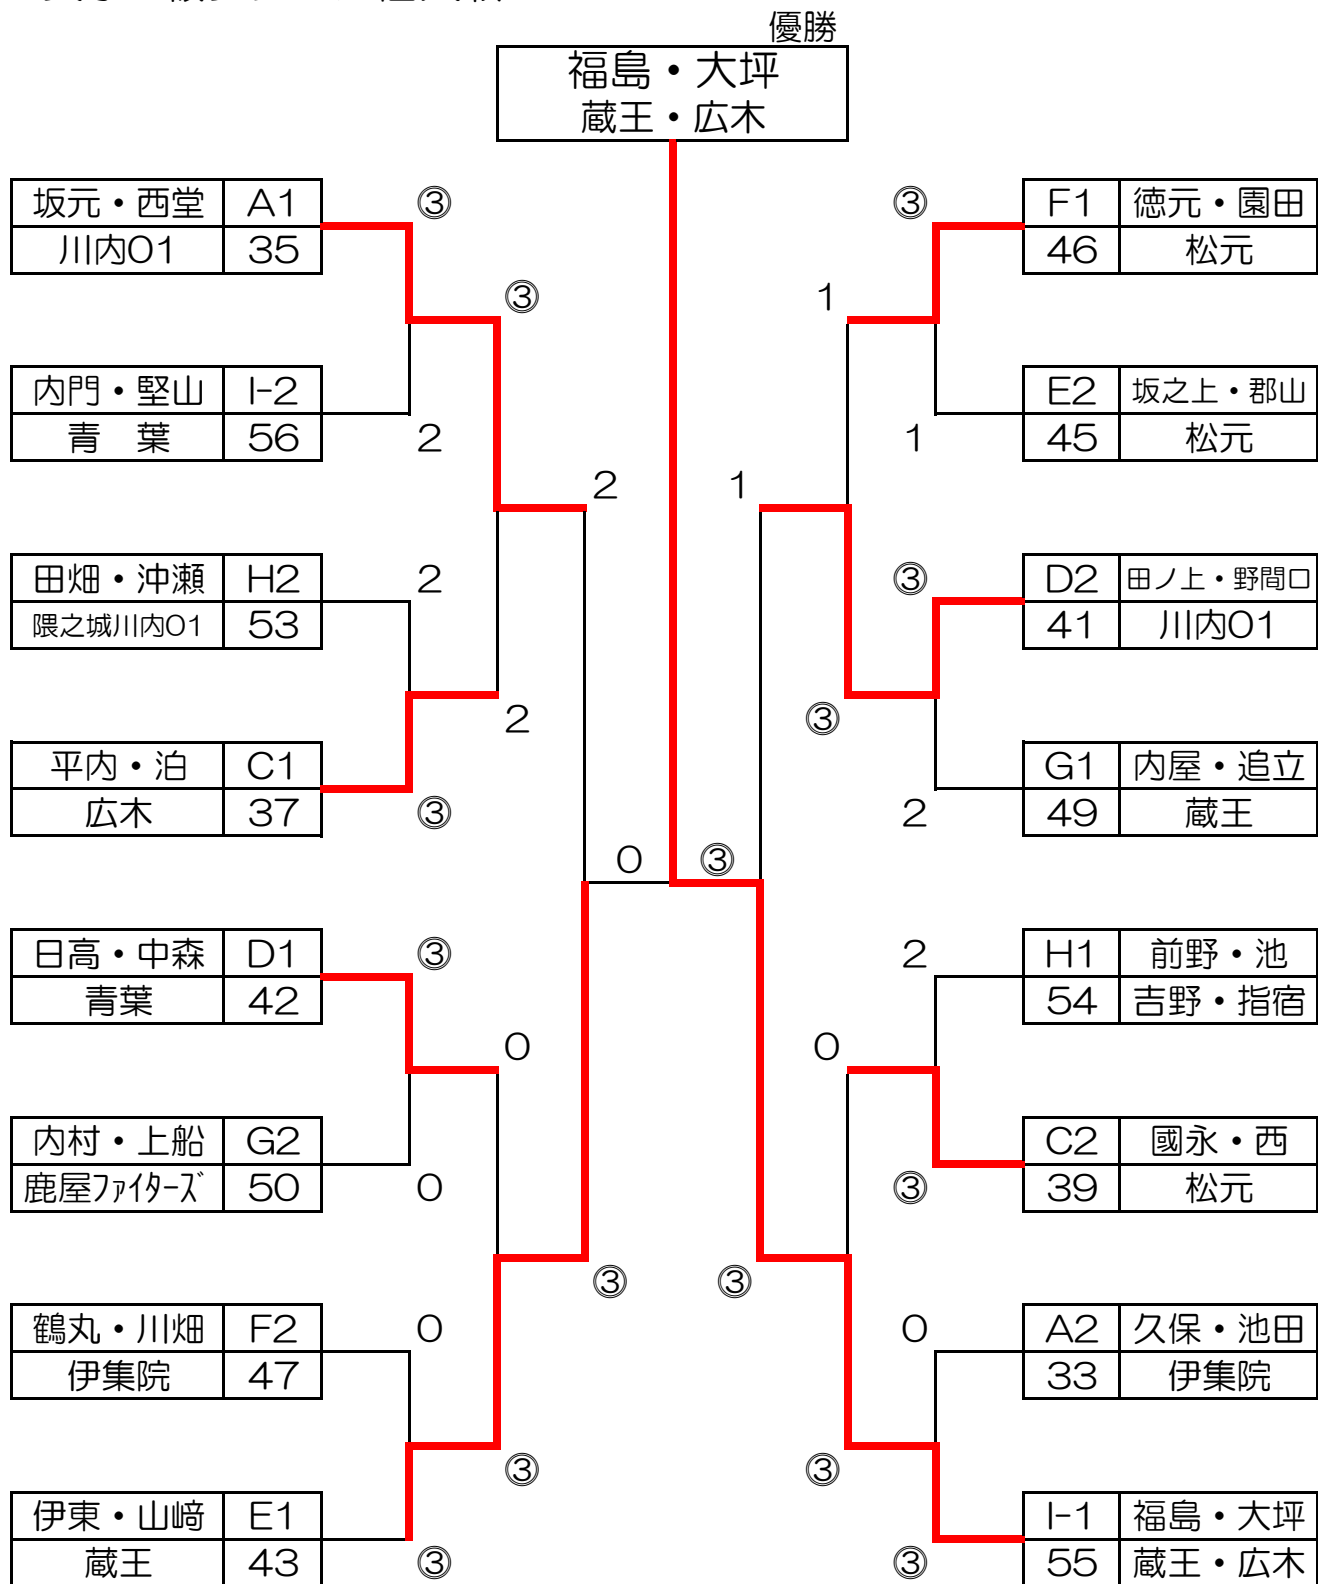 優勝
福島・大坪
蔵王・広木
坂元・西堂 A1 ③ ③ F1 徳元・園田
川内01 35 46 松元
③ 1
内門・堅山 I-2 E2 坂之上・郡山
青　葉 56 2 1 45 松元
2 1
田畑・沖瀬 H2 2 ③ D2 田ノ上・野間口
隈之城川内01 53 41 川内01
2 ③
平内・泊 C1 G1 内屋・追立
広木 37 ③ 2 49 蔵王
0 ③
日高・中森 D1 ③ 2 H1 前野・池
青葉 42 54 吉野・指宿
0 0
内村・上船 G2 C2 國永・西
鹿屋ﾌｧｲﾀｰｽﾞ 50 0 ③ 39 松元
③ ③
鶴丸・川畑 F2 0 0 A2 久保・池田
伊集院 47 33 伊集院
③ ③
伊東・山﨑 E1 I-1 福島・大坪
蔵王 43 ③ ③ 55 蔵王・広木